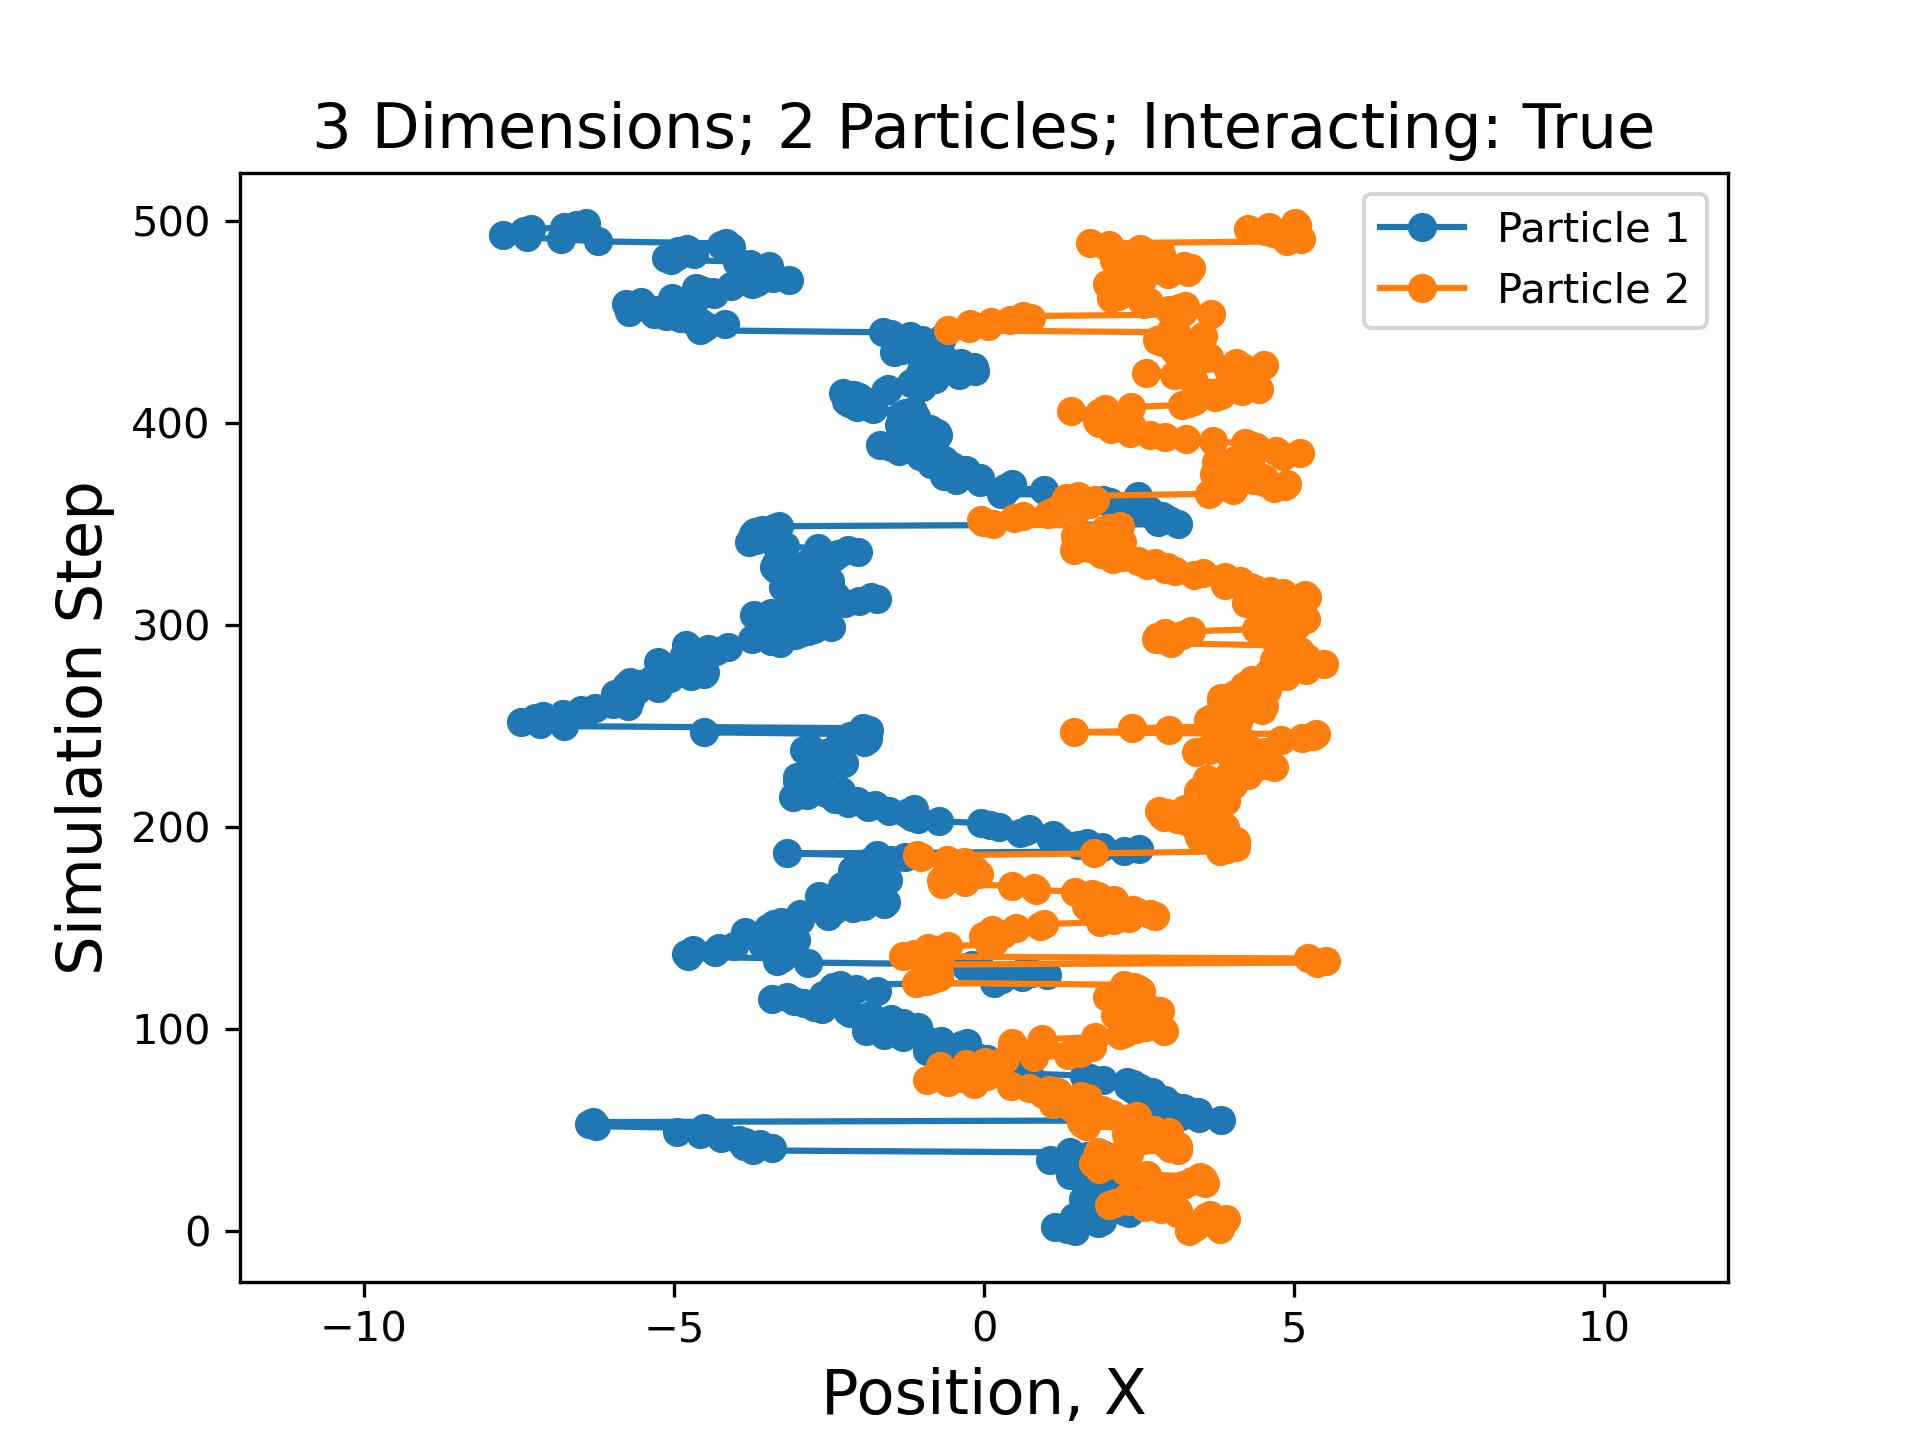 3 Dimensions; 2 Particles; Interacting: True
Particle 1
Particle 2
Simulation Step
500
400
300
200
100
0
−10
−5
0
5
10
Position, X